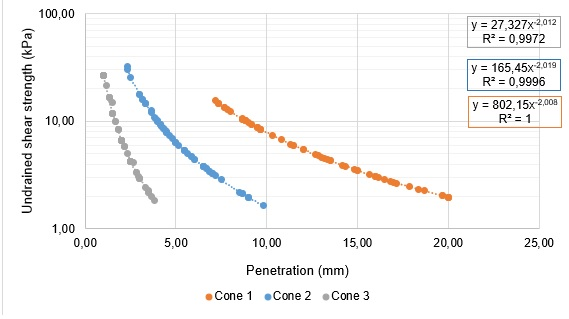 100,00
10,00
1,00
Undrained shear strength (kPa)
y = 27,327x^-2,012
R² = 0,9972
y = 165,45x^-2,019
R² = 0,9996
y = 802,15x^-2,008
R² = 1
0,00 5,00 10,00 15,00 20,00 25,00
Penetration (mm)
Cone 1 Cone 2 Cone 3